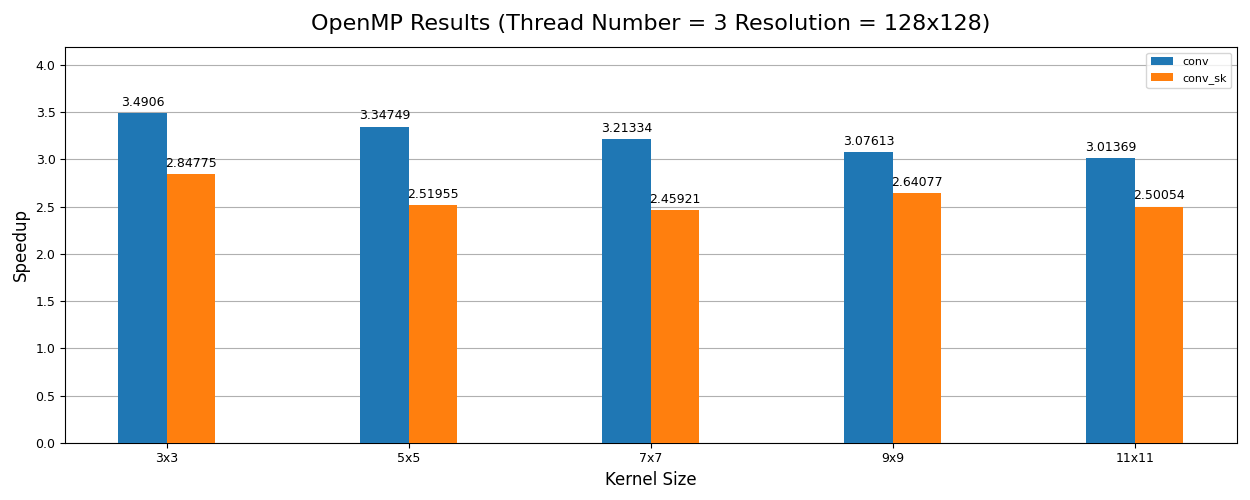 OpenMP Results (Thread Number = 3 Resolution = 128x128)
conv
conv_sk
Speedup
4.0
3.5
3.0
2.5
2.0
1.5
1.0
0.5
0.0
3.4906
2.84775
3.34749
2.51955
3.21334
2.45921
3.07613
2.64077
3.01369
2.50054
3x3
5x5
7x7
9x9
11x11
Kernel Size